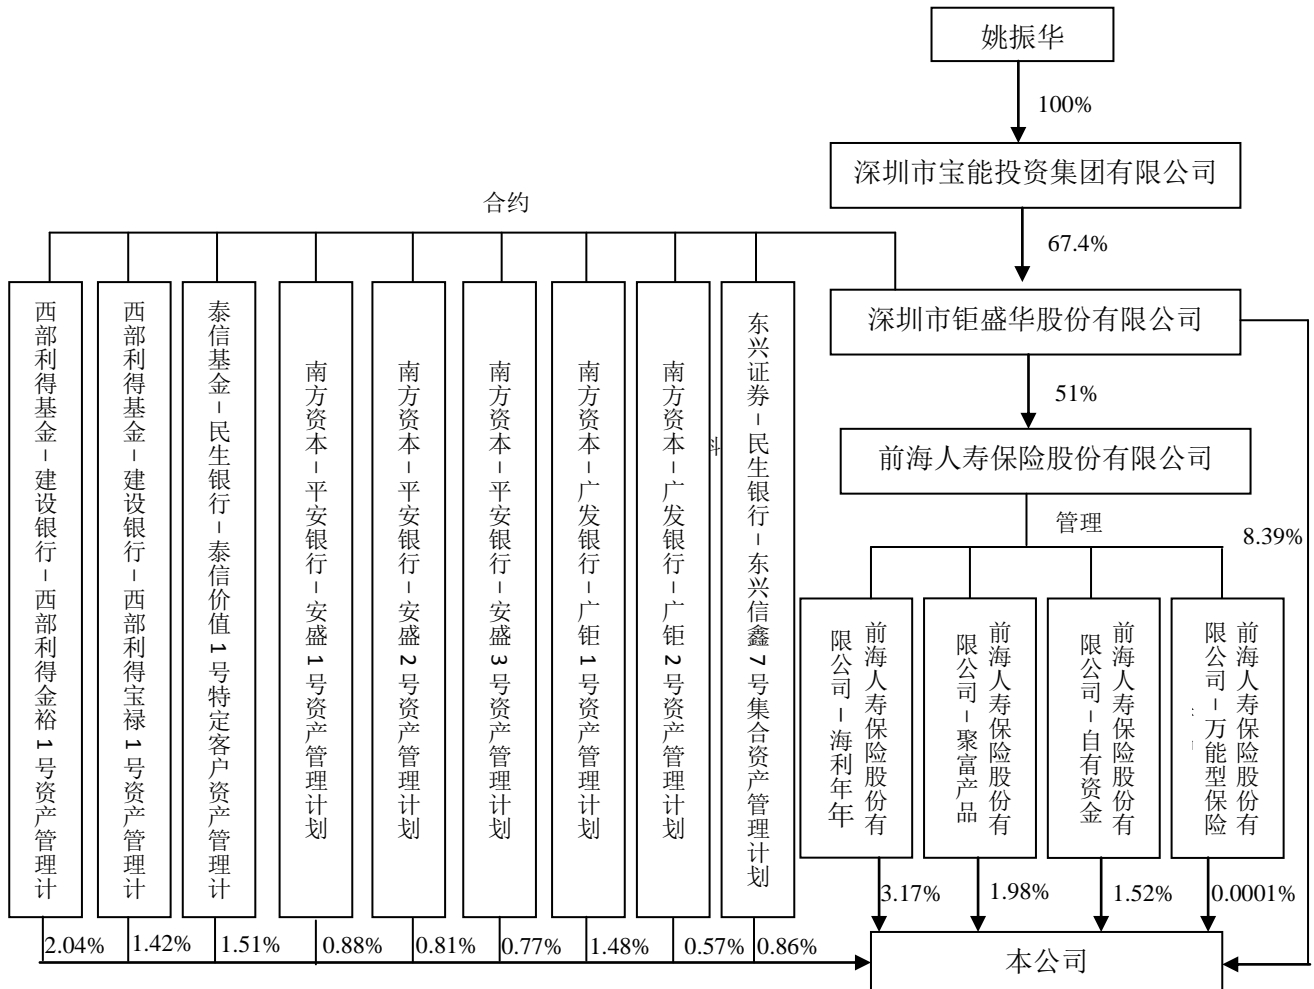 姚振华
100%
深圳市宝能投资集团有限公司
合约
67.4%
深圳市钜盛华股份有限公司
51%
前海人寿保险股份有限公司
管理
8.39%
西部利得基金–建设银行–西部利得金裕1号资产管理计
西部利得基金–建设银行–西部利得宝禄1号资产管理计
泰信基金–民生银行–泰信价值1号特定客户资产管理计
南方资本–平安银行–安盛1号资产管理计划
南方资本–平安银行–安盛2号资产管理计划
南方资本–平安银行–安盛3号资产管理计划
南方资本–广发银行–广钜1号资产管理计划
南方资本–广发银行–广钜2号资产管理计划
东兴证券–民生银行–东兴信鑫7号集合资产管理计划
前海人寿保险股份有
限公司–海利年年
前海人寿保险股份有
限公司–聚富产品
前海人寿保险股份有
限公司–自有资金
前海人寿保险股份有
限公司–万能型保险
2.04%
1.42%
1.51%
0.88%
0.81%
0.77%
1.48%
0.57%
0.86%
3.17%
1.98%
1.52%
0.0001%
本公司